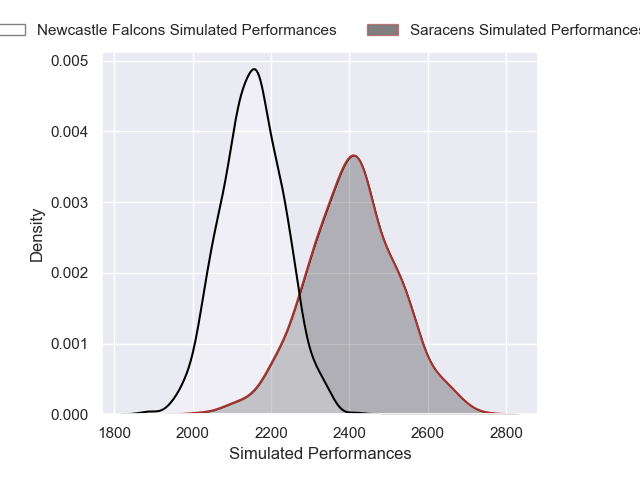 Newcastle Falcons Simulated Performances Saracens Simulated Performances
0.005
0.004
0.003
0.002
0.001
0.000
Density
1800 2000 2200 2400 2600 2800
Simulated Performances